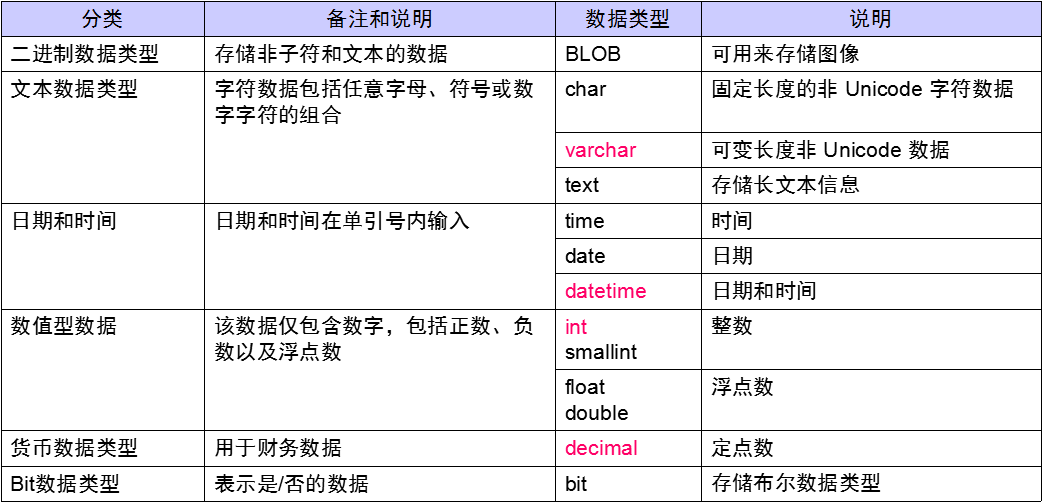 分类 备注和说明 数据类型 说明
二进制数据类型 存储非子符和文本的数据 BLOB 可用来存储图像
文本数据类型 字符数据包括任意字母、符号或数 char 固定长度的非 Unicode 字符数据
字字符的组合
varchar 可变长度非 Unicode 数据
text 存储长文本信息
日期和时间 日期和时间在单引号内输入 time 时间
date 日期
datetime 日期和时间
数值型数据 该数据仅包含数字，包括正数、负 int 整数
数以及浮点数 smallint
float 浮点数
double
货币数据类型 用于财务数据 decimal 定点数
Bit数据类型 表示是/否的数据 bit 存储布尔数据类型